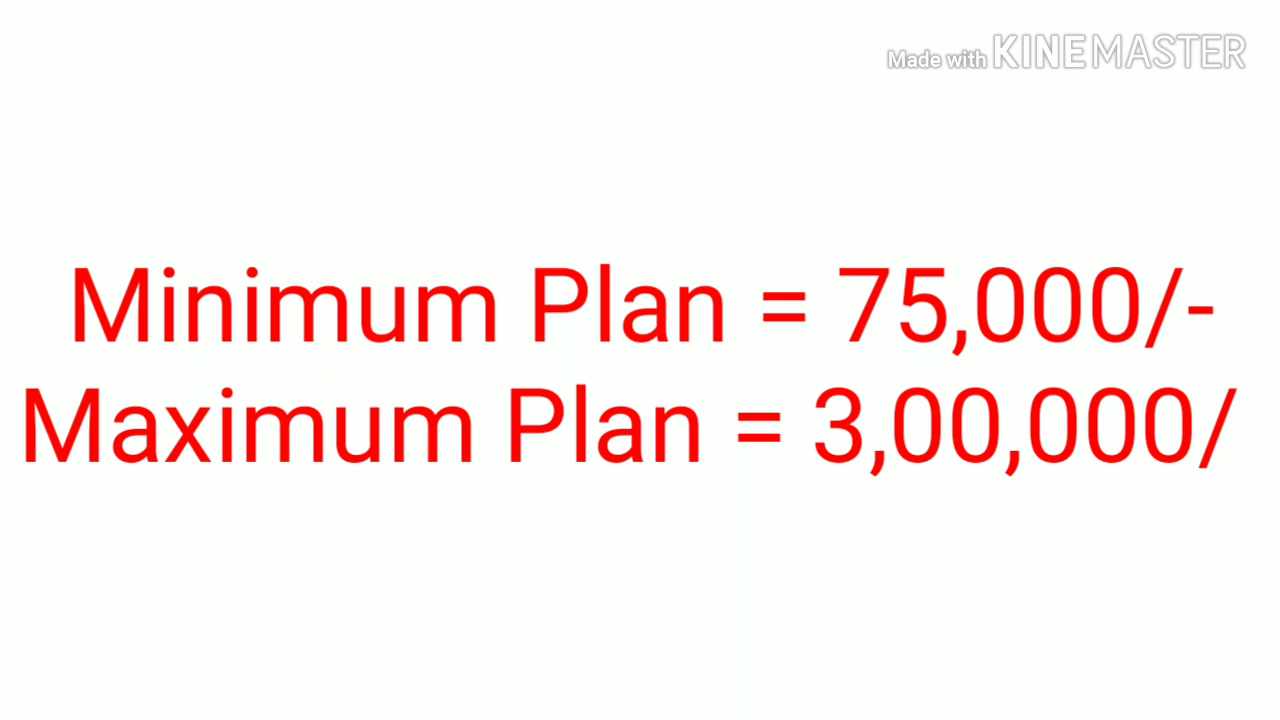 Made with KINEMASTER
Minimum Plan = 75,000/-
Maximum Plan = 3,00,000/